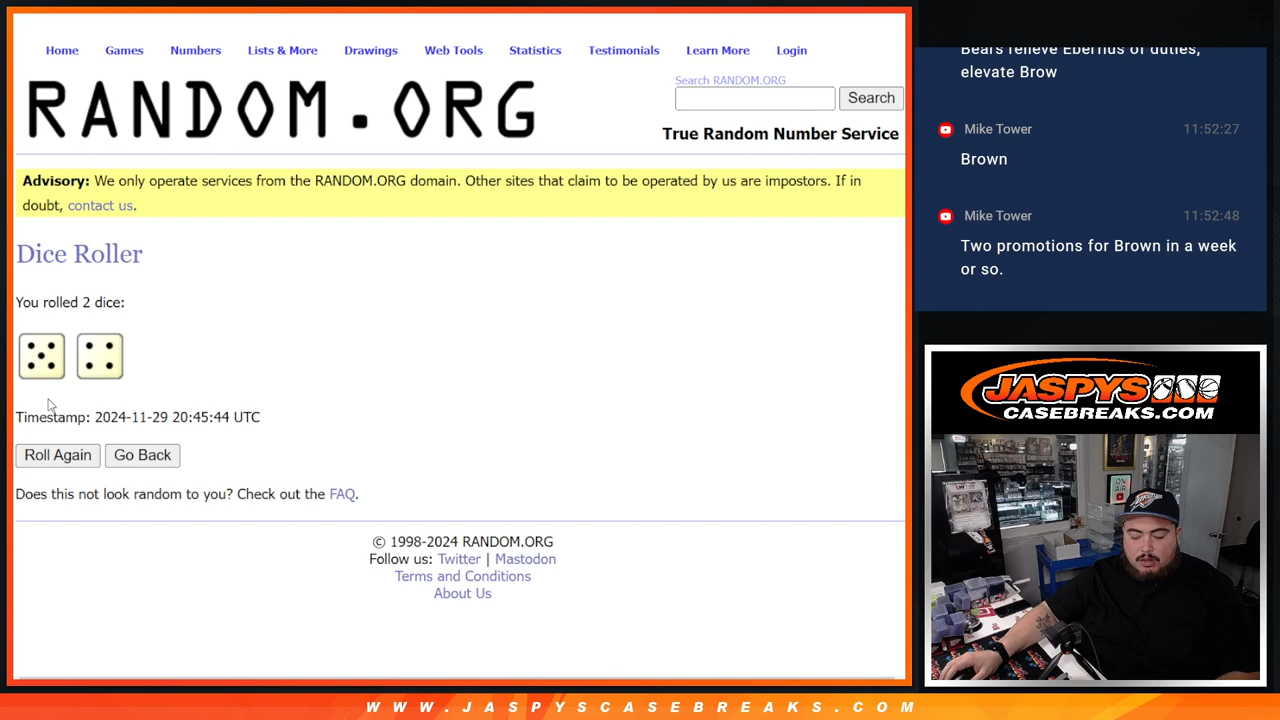 Home Games Numbers Lists & More Drawings Web Tools Statistics Testimonials Learn More Login
RANDOM.ORG
Search RANDOM.ORG
Search
True Random Number Service
Advisory: We only operate services from the RANDOM.ORG domain. Other sites that claim to be operated by us are impostors. If in
doubt, contact us.
Dice Roller
You rolled 2 dice:
Timestamp: 2024-11-29 20:45:44 UTC
Roll Again Go Back
Does this not look random to you? Check out the FAQ.
© 1998-2024 RANDOM.ORG
Follow us: Twitter | Mastodon
Terms and Conditions
About Us
Bears relieve Eberflus of duties,
elevate Brow
Mike Tower 11:52:27
Brown
Mike Tower 11:52:48
Two promotions for Brown in a week
or so.
JASPYS
CASEBREAKS.COM
ON
AIR
WWW.JASPYSCASEBREAKS.COM